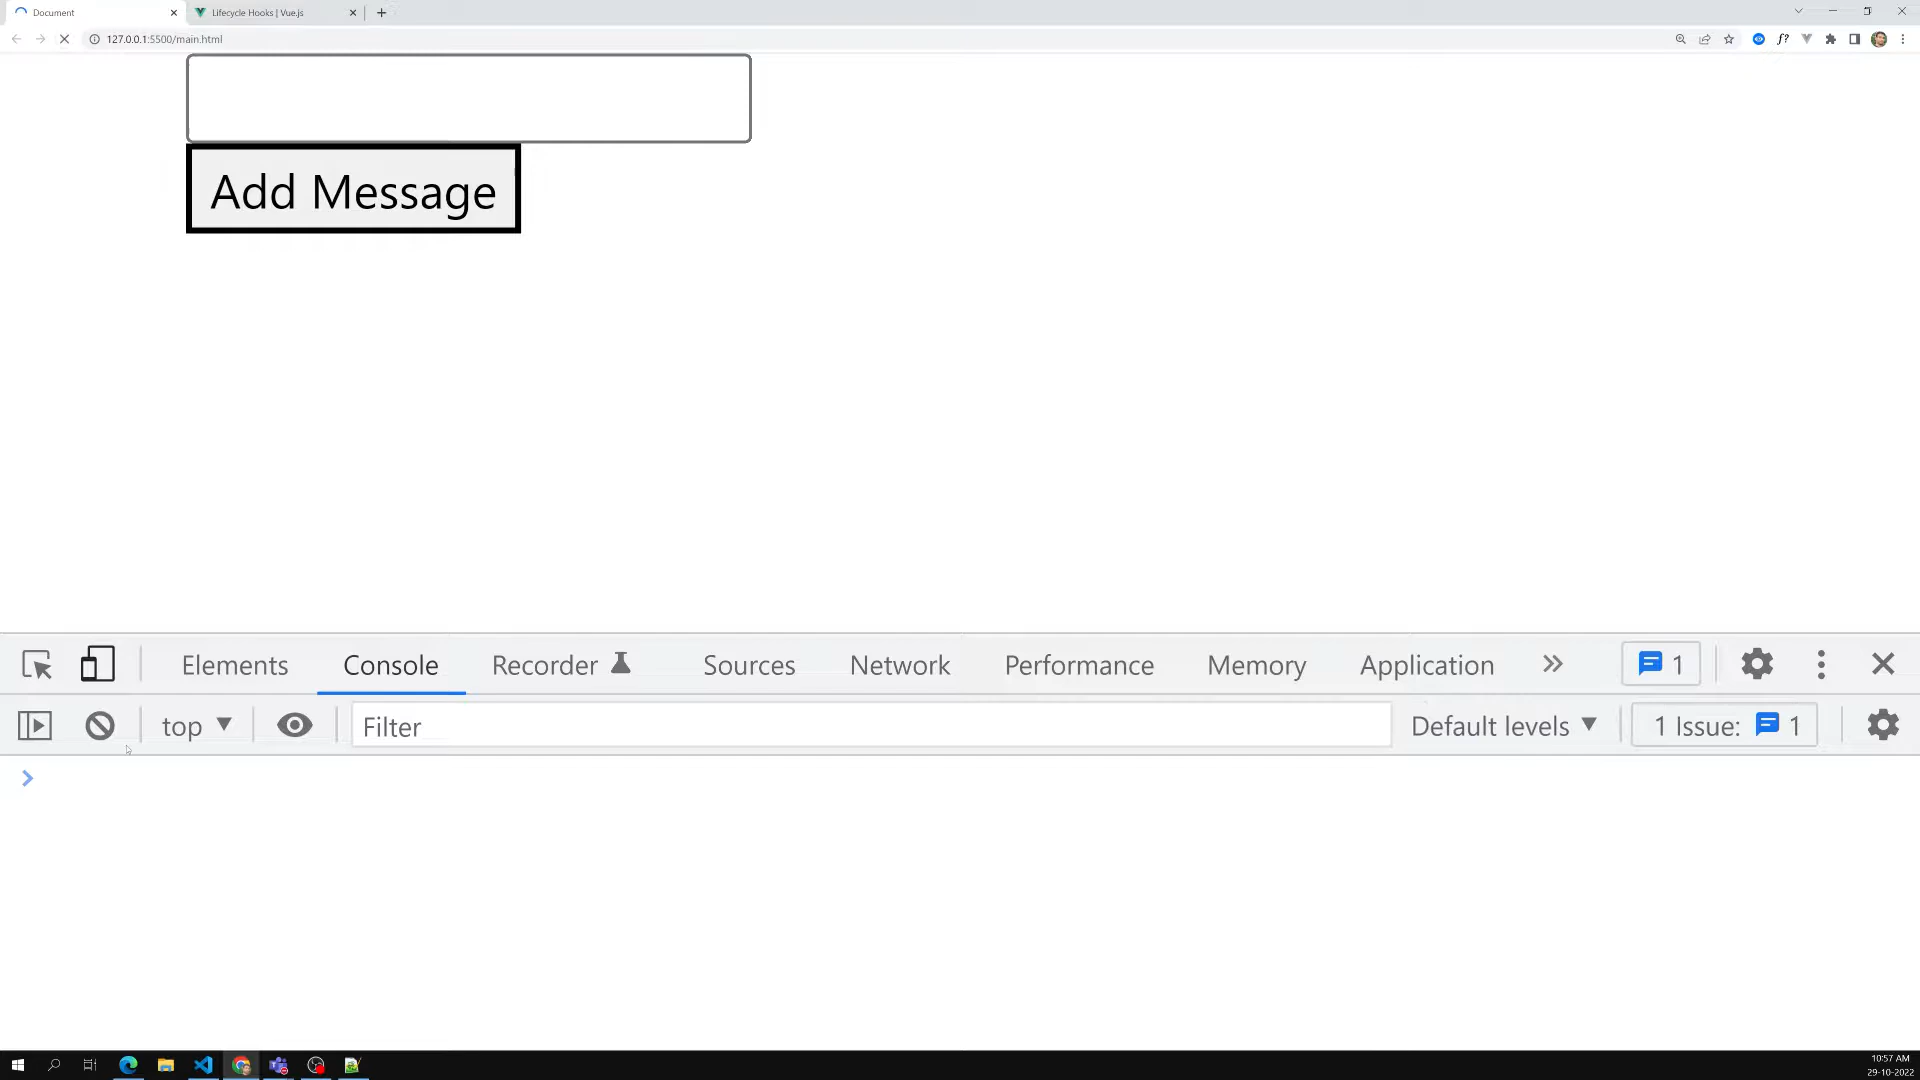 Document
Lifecycle Hooks | Vue.js
127.0.0.1:5500/main.html
f?
Add Message
Elements Console Recorder Sources Network Performance Memory Application 1
top Filter Default levels 1 Issue: 1
10:57 AM
29-10-2022